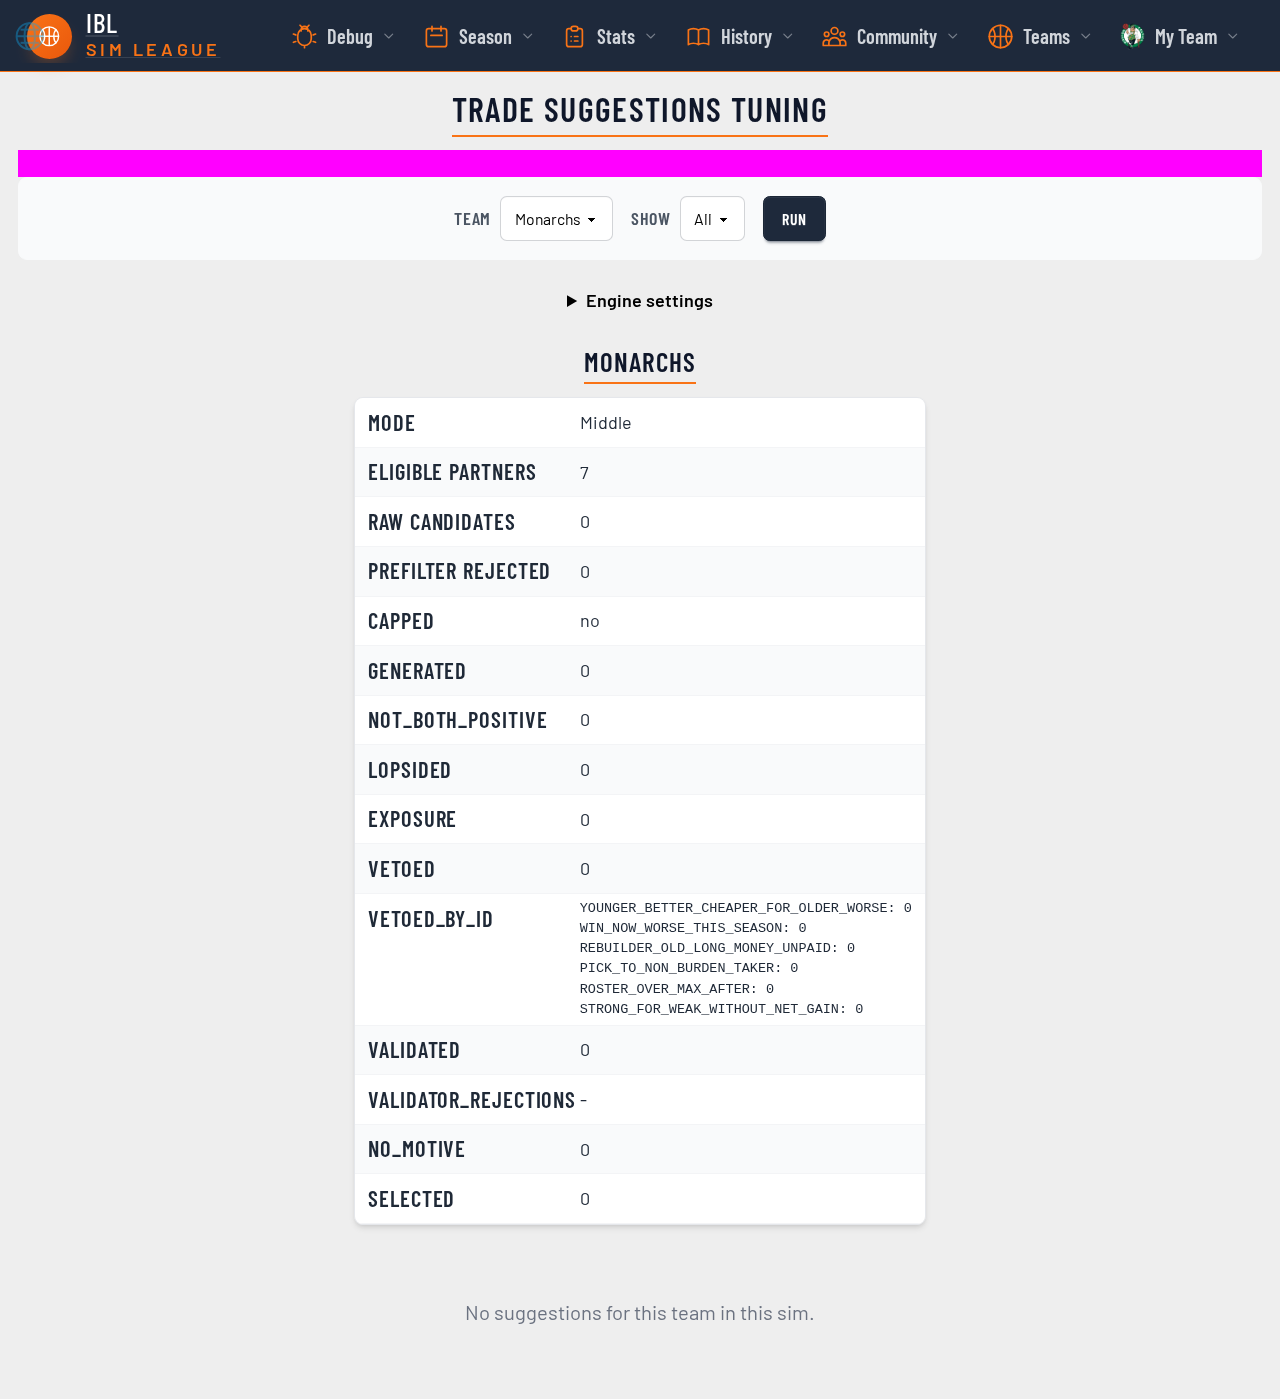 IBL
SIM LEAGUE
Debug
Season
Stats
History
Community
Teams
My Team
TRADE SUGGESTIONS TUNING
TEAM Monarchs SHOW All RUN
Engine settings
MONARCHS
MODE Middle
ELIGIBLE PARTNERS 7
RAW CANDIDATES 0
PREFILTER REJECTED 0
CAPPED no
GENERATED 0
NOT_BOTH_POSITIVE 0
LOPSIDED 0
EXPOSURE 0
VETOED 0
VETOED_BY_ID YOUNGER_BETTER_CHEAPER_FOR_OLDER_WORSE: 0
WIN_NOW_WORSE_THIS_SEASON: 0
REBUILDER_OLD_LONG_MONEY_UNPAID: 0
PICK_TO_NON_BURDEN_TAKER: 0
ROSTER_OVER_MAX_AFTER: 0
STRONG_FOR_WEAK_WITHOUT_NET_GAIN: 0
VALIDATED 0
VALIDATOR_REJECTIONS -
NO_MOTIVE 0
SELECTED 0
No suggestions for this team in this sim.